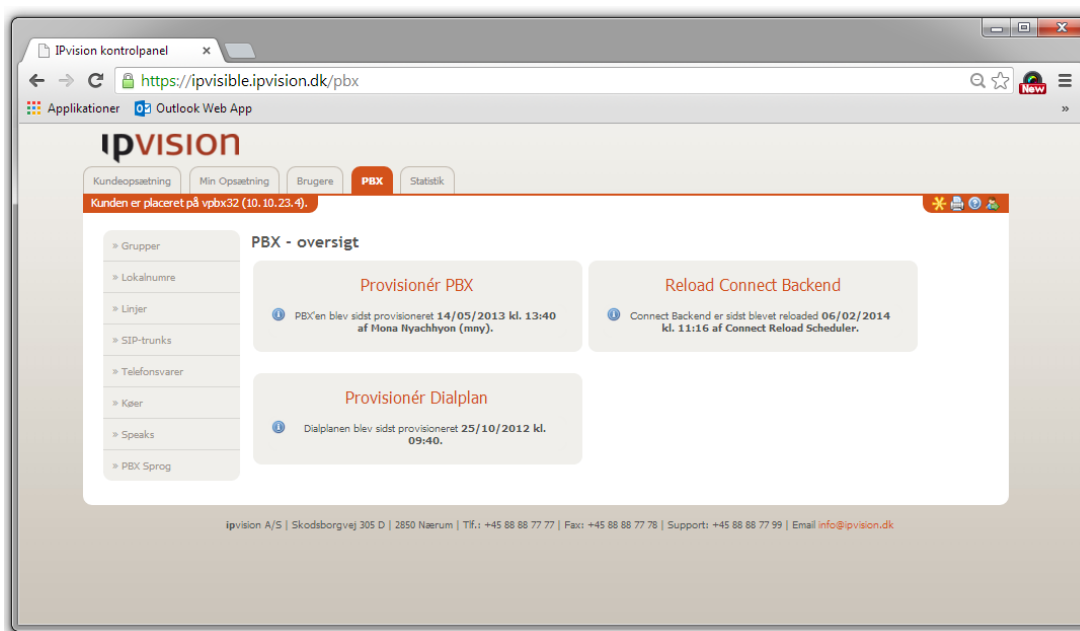 IPvision kontrolpanel
https://ipvisible.ipvision.dk/pbx
New
Applikationer Outlook Web App »
ipvision
Kundeopsætning Min Opsætning Brugere PBX Statistik
Kunden er placeret på vpbx32 (10.10.23.4).
» Grupper
» Lokalnumre
» Linjer
» SIP-trunks
» Telefonsvarer
» Køer
» Speaks
» PBX Sprog
PBX - oversigt
Provisionér PBX
PBX'en blev sidst provisioneret 14/05/2013 kl. 13:40
af Mona Nyachhyon (mny).
Reload Connect Backend
Connect Backend er sidst blevet reloaded 06/02/2014
kl. 11:16 af Connect Reload Scheduler.
Provisionér Dialplan
Dialplanen blev sidst provisioneret 25/10/2012 kl.
09:40.
ipvision A/S | Skodsborgvej 305 D | 2850 Nærum | Tlf.: +45 88 88 77 77 | Fax: +45 88 88 77 78 | Support: +45 88 88 77 99 | Email info@ipvision.dk